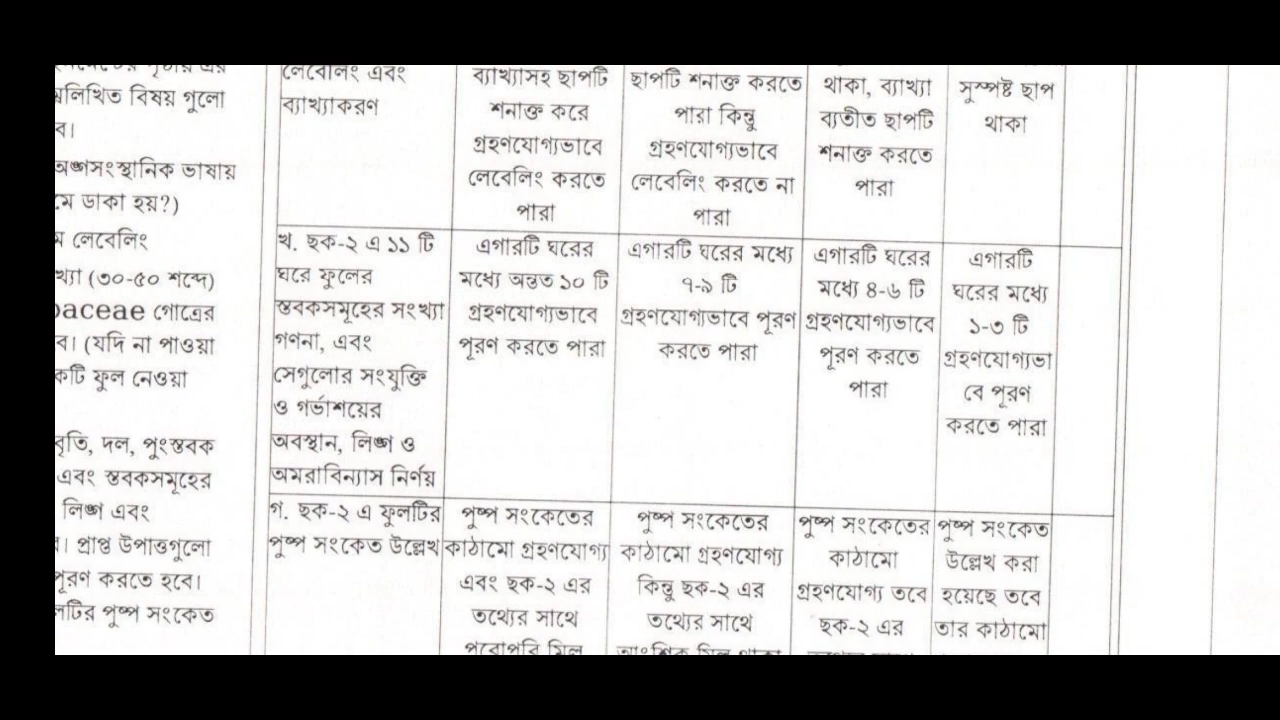 লিখিত বিষয় গুলো
বে।
অঙ্গসংস্থানিক ভাষায়
ডাকা হয়?)
লেবেলিং
(৩০-৫০ শব্দে)
গোত্রের
(যদি না পাওয়া
ফুল নেওয়া
দল, পুংস্তবক
এবং স্তবকসমূহের
লিঙ্গ এবং
প্রাপ্ত উপাত্তগুলো
পূরণ করতে হবে।
পুষ্প সংকেত
লেবেলিং এবং
ব্যাখ্যাকরণ
ব্যাখ্যাসহ ছাপটি
শনাক্ত করে
গ্রহণযোগ্যভাবে
লেবেলিং করতে
পারা
ছাপটি শনাক্ত করতে
পারা কিন্তু
গ্রহণযোগ্যভাবে
লেবেলিং করতে না
পারা
থাকা, ব্যাখ্যা
ব্যতীত ছাপটি
শনাক্ত করতে
পারা
সুস্পষ্ট ছাপ
থাকা
খ. ছক-২ এ ১১ টি
ঘরে ফুলের
স্তবকসমূহের সংখ্যা
গণনা, এবং
সেগুলোর সংযুক্তি
ও গর্ভাশয়ের
অবস্থান, লিঙ্গ ও
অমরাবিন্যাস নির্ণয়
এগারটি ঘরের
মধ্যে অন্তত ১০ টি
গ্রহণযোগ্যভাবে
পূরণ করতে পারা
এগারটি ঘরের মধ্যে
৭-৯ টি
গ্রহণযোগ্যভাবে পূরণ
করতে পারা
এগারটি ঘরের
মধ্যে ৪-৬ টি
গ্রহণযোগ্যভাবে
পূরণ করতে
পারা
এগারটি
ঘরের মধ্যে
১-৩ টি
গ্রহণযোগ্যভা
বে পূরণ
করতে পারা
গ. ছক-২ এ ফুলটির
পুষ্প সংকেত উল্লেখ
পুষ্প সংকেতের
কাঠামো গ্রহণযোগ্য
এবং ছক-২ এর
তথ্যের সাথে
পুরোপুরি মিল
পুষ্প সংকেতের
কাঠামো গ্রহণযোগ্য
কিন্তু ছক-২ এর
তথ্যের সাথে
আংশিক মিল থাকা
পুষ্প সংকেতের
কাঠামো
গ্রহণযোগ্য তবে
ছক-২ এর
তথ্যের সাথে
পুষ্প সংকেত
উল্লেখ করা
হয়েছে তবে
তার কাঠামো